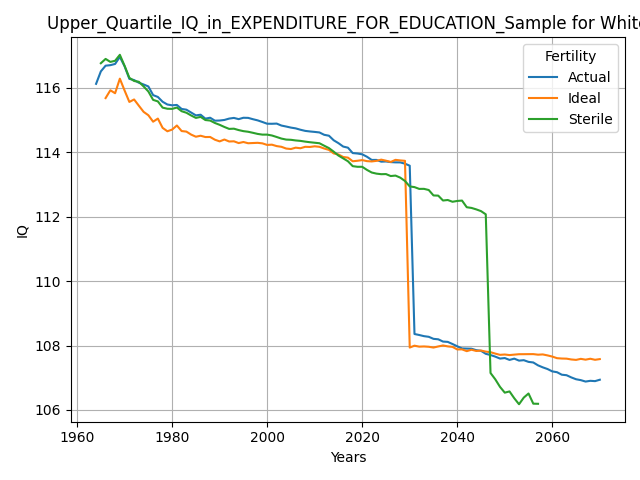 Upper_Quartile_IQ_in_EXPENDITURE_FOR_EDUCATION_Sample for White
Fertility
Actual
Ideal
Sterile
116
114
112
110
108
106
IQ
1960
1980
2000
2020
2040
2060
Years